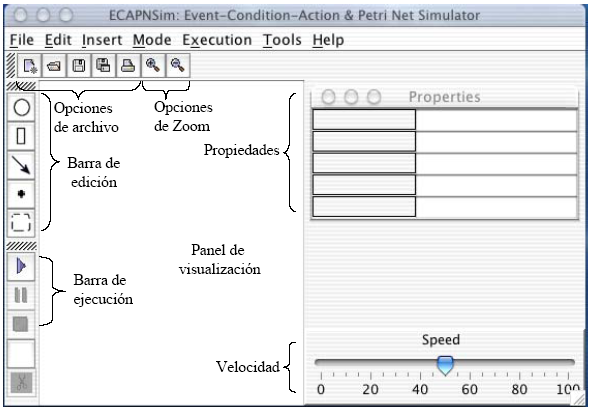 ECAPNSim: Event-Condition-Action & Petri Net Simulator
File Edit Insert Mode Execution Tools Help
Opciones
de archivo
Opciones
de Zoom
Properties
Propiedades
Barra de
edición
Panel de
visualización
Barra de
ejecución
Speed
Velocidad
0 20 40 60 80 100